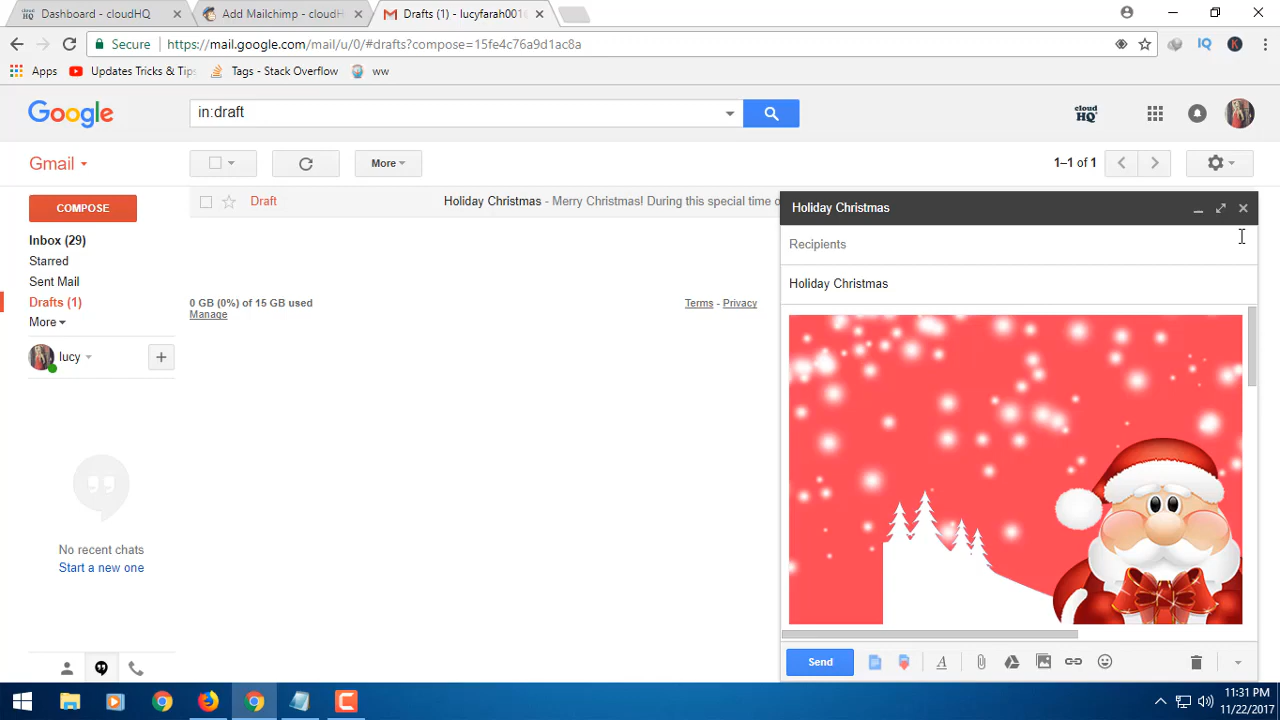 cloud HQ
Dashboard - cloudHQ
Add Mailchimp - cloudH
Drafts (1) - lucyfarah001@
Secure
https://mail.google.com/mail/u/0/#drafts?compose=15fe4c76a9d1ac8a
IQ
K
Apps
Updates Tricks & Tips
Tags - Stack Overflow
ww
Google
in:draft
cloud
HQ
Gmail
More
1–1 of 1
COMPOSE
Draft
Holiday Christmas - Merry Christmas! During this special time o
Holiday Christmas
Recipients
Holiday Christmas
Inbox (29)
Starred
Sent Mail
Drafts (1)
More
0 GB (0%) of 15 GB used
Manage
Terms - Privacy
lucy
No recent chats
Start a new one
Send
11:31 PM
11/22/2017